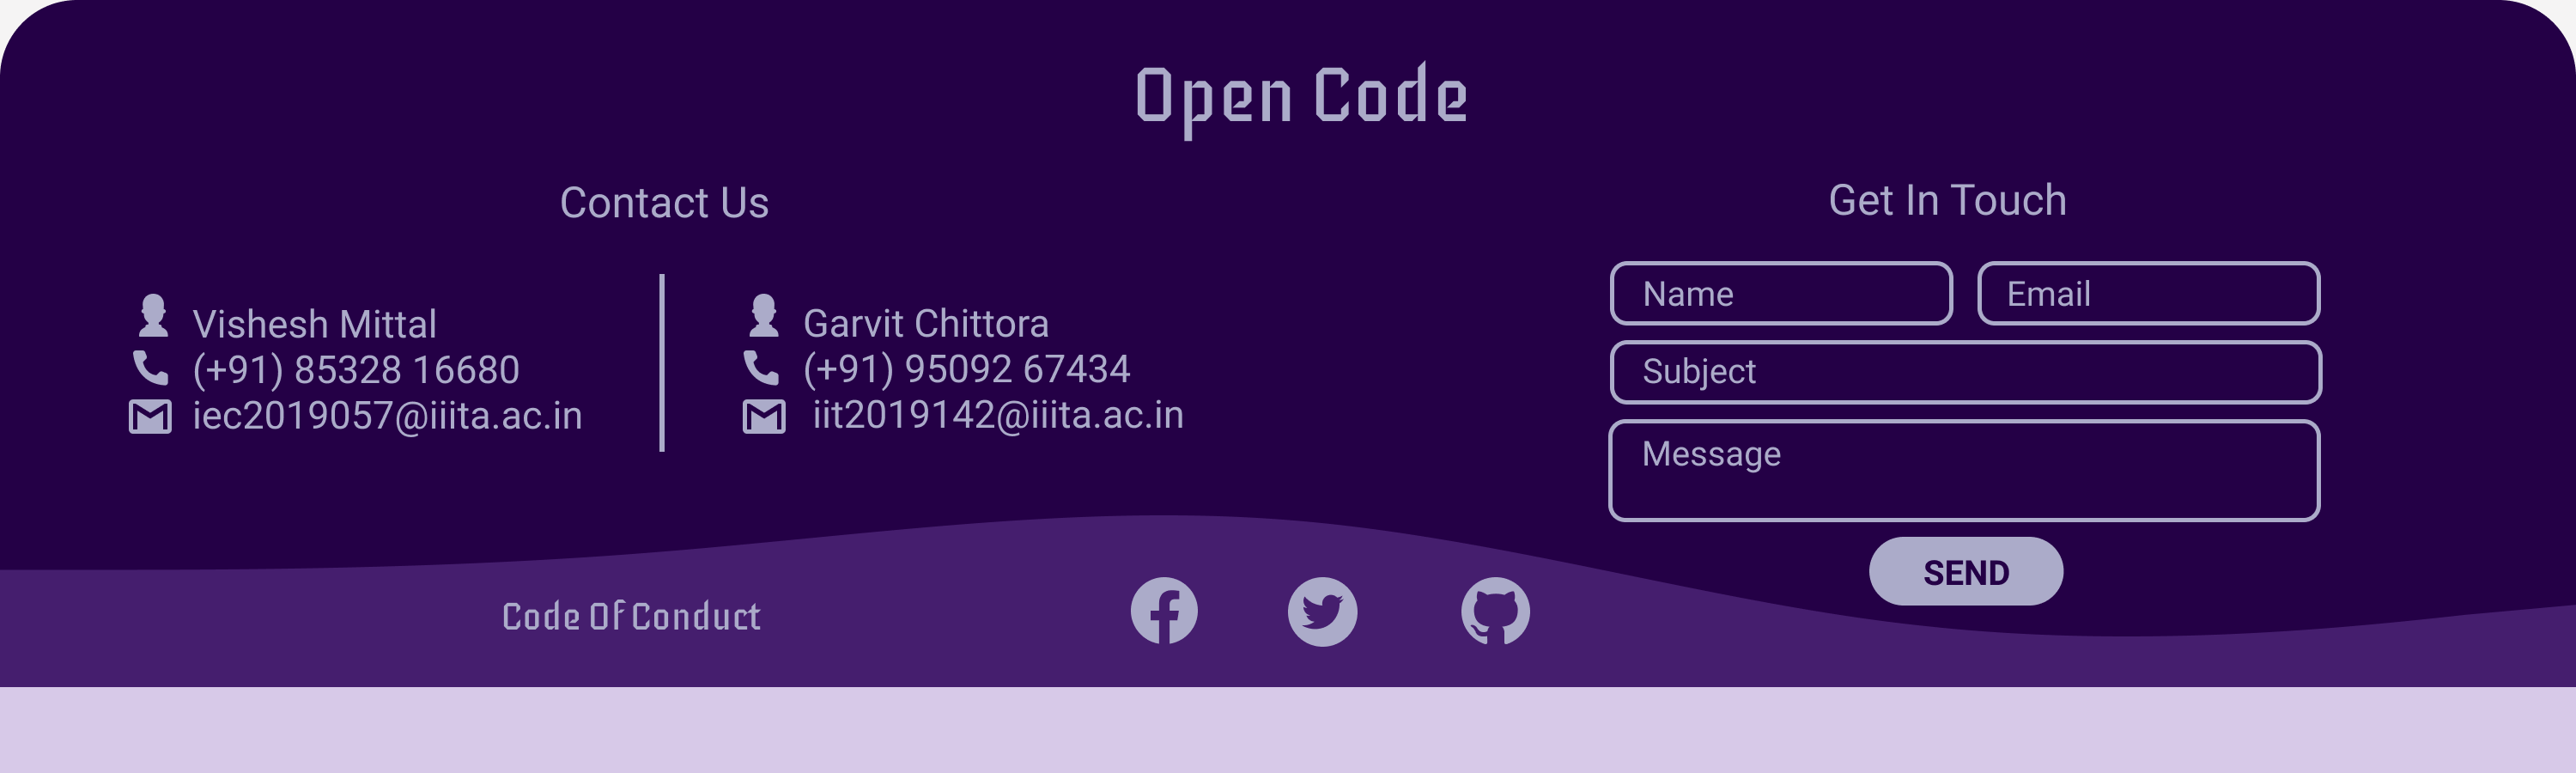 Open Code
Contact Us
Vishesh Mittal
(+91) 85328 16680
iec2019057@iiita.ac.in
Garvit Chittora
(+91) 95092 67434
iit2019142@iiita.ac.in
Get In Touch
Name
Email
Subject
Message
SEND
Code Of Conduct